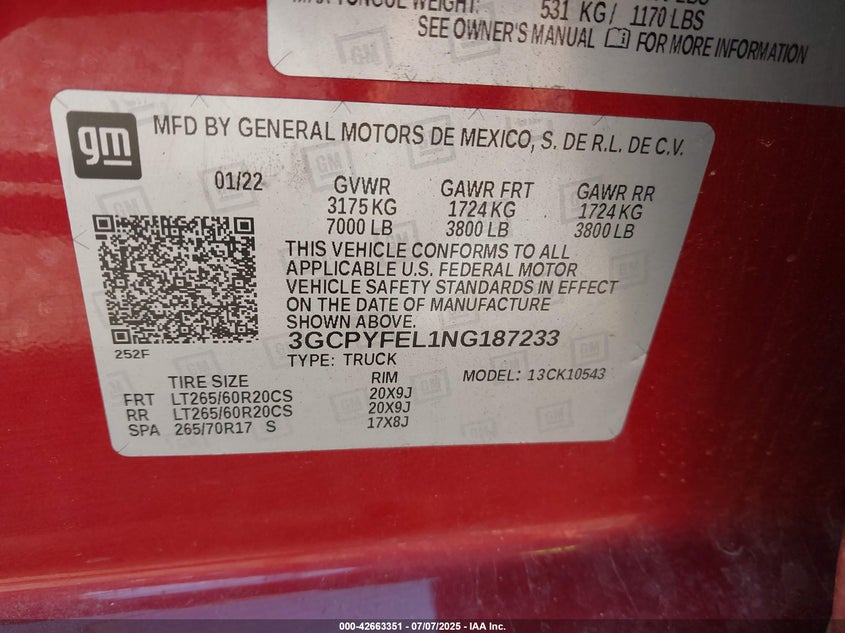 531 KG / 1170 LBS
SEE OWNER'S MANUAL FOR MORE INFORMATION
gm
MFD BY GENERAL MOTORS DE MEXICO, S. DE R.L. DE C.V.
01/22 GVWR GAWR FRT GAWR RR
3175 KG 1724 KG 1724 KG
7000 LB 3800 LB 3800 LB
THIS VEHICLE CONFORMS TO ALL
APPLICABLE U.S. FEDERAL MOTOR
VEHICLE SAFETY STANDARDS IN EFFECT
ON THE DATE OF MANUFACTURE
SHOWN ABOVE.
3GCPYFEL1NG187233
252F
TYPE: TRUCK
TIRE SIZE RIM MODEL: 13CK10543
FRT LT265/60R20CS 20X9J
RR LT265/60R20CS 20X9J
SPA 265/70R17 S 17X8J
000-42663351 - 07/07/2025 - IAA Inc.